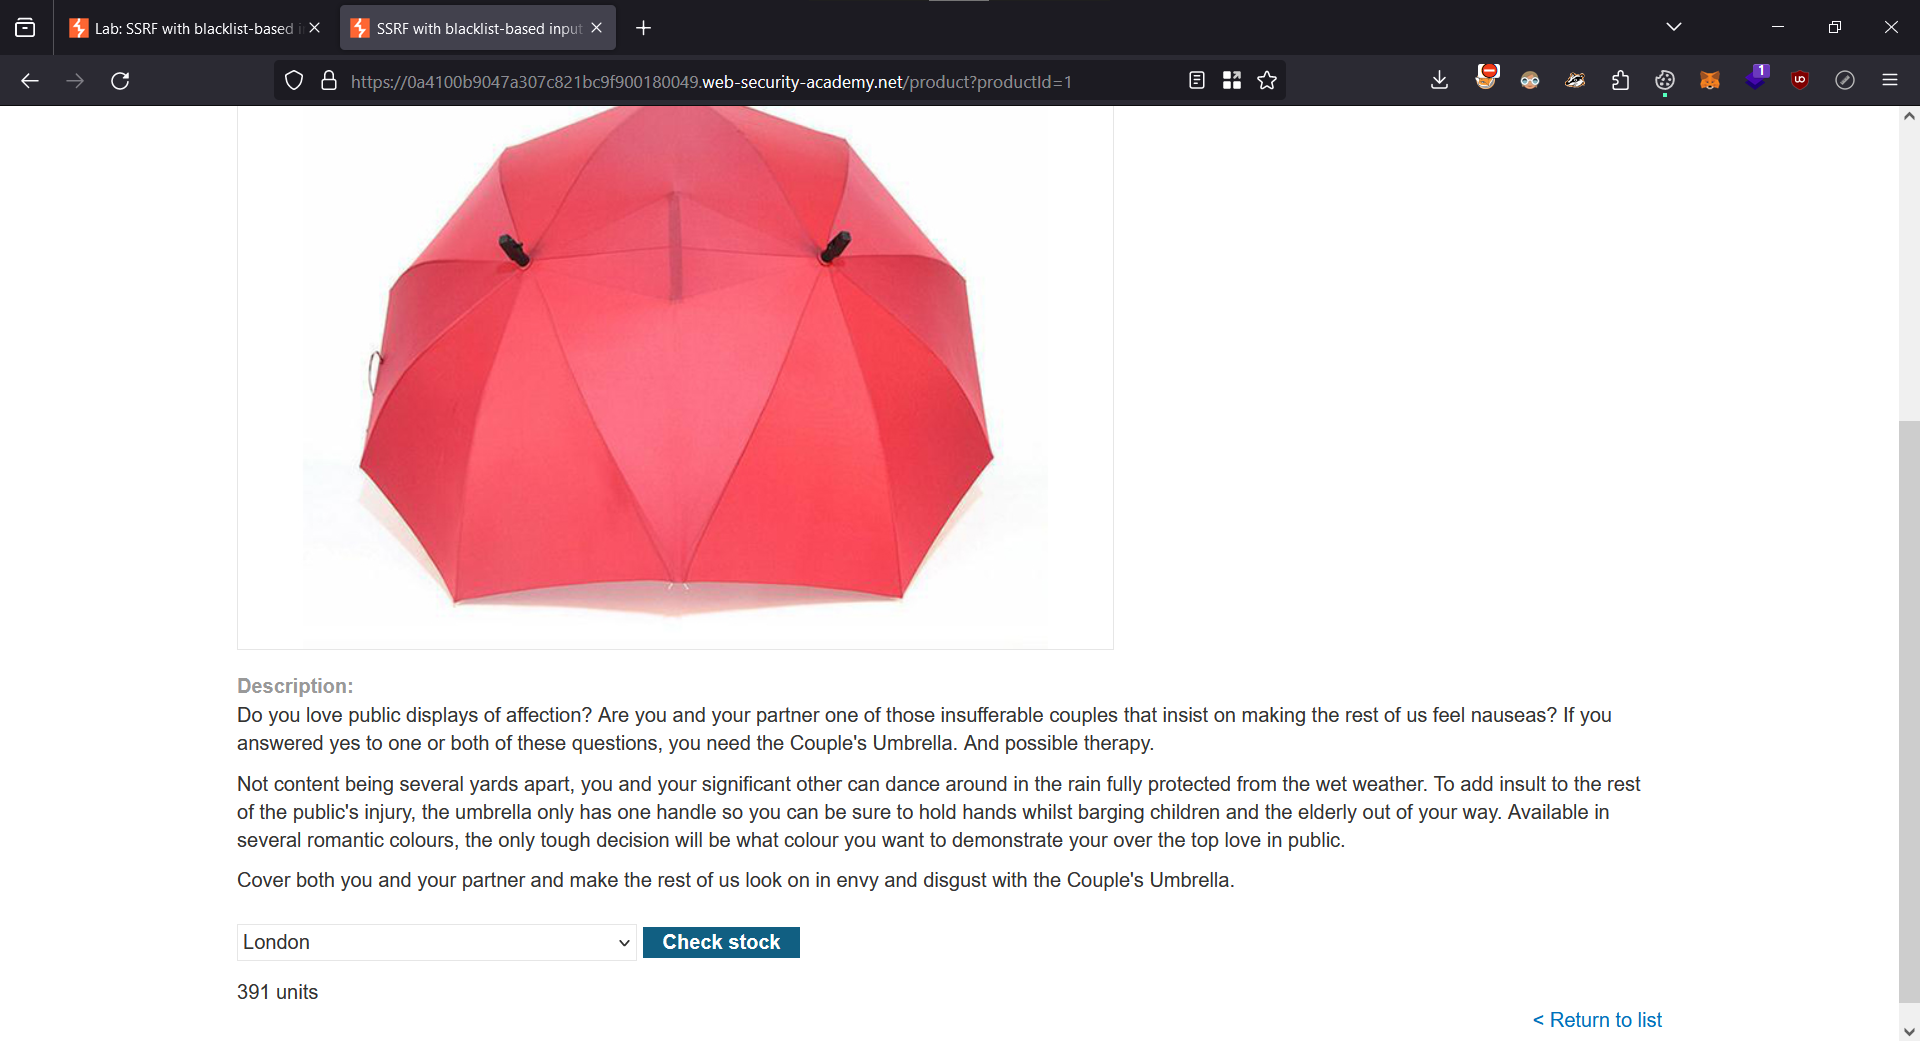 Lab: SSRF with blacklist-based i
SSRF with blacklist-based input
https://0a4100b9047a307c821bc9f900180049.web-security-academy.net/product?productId=1
1
Description:
Do you love public displays of affection? Are you and your partner one of those insufferable couples that insist on making the rest of us feel nauseas? If you
answered yes to one or both of these questions, you need the Couple's Umbrella. And possible therapy.
Not content being several yards apart, you and your significant other can dance around in the rain fully protected from the wet weather. To add insult to the rest
of the public's injury, the umbrella only has one handle so you can be sure to hold hands whilst barging children and the elderly out of your way. Available in
several romantic colours, the only tough decision will be what colour you want to demonstrate your over the top love in public.
Cover both you and your partner and make the rest of us look on in envy and disgust with the Couple's Umbrella.
London
Check stock
391 units
< Return to list